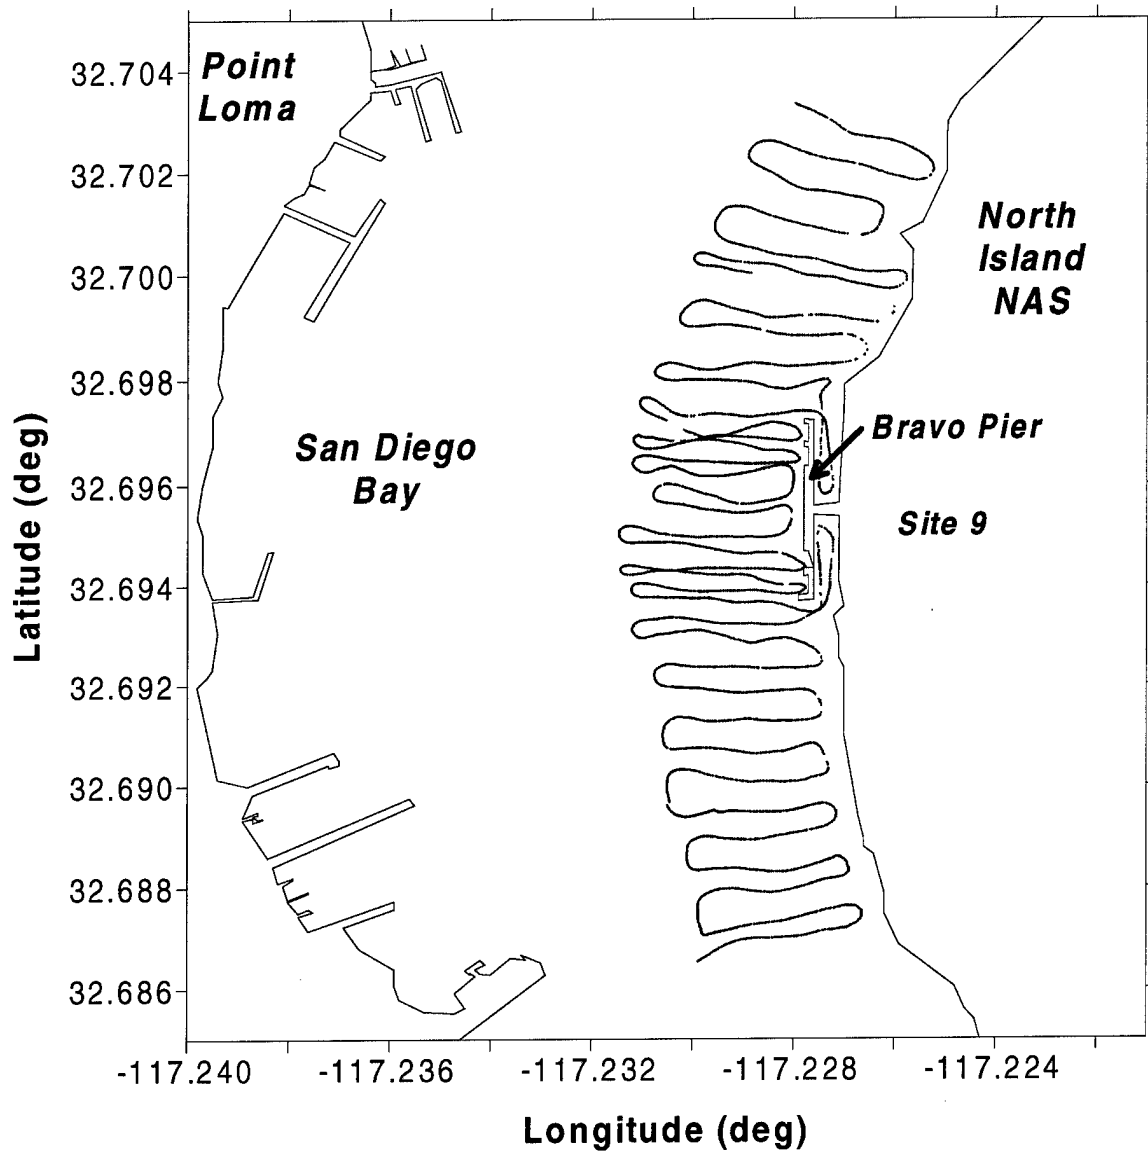 Point
Loma
North
Island
NAS
San Diego
Bay
Bravo Pier
Site 9
Latitude (deg)
32.704
32.702
32.700
32.698
32.696
32.694
32.692
32.690
32.688
32.686
-117.240
-117.236
-117.232
-117.228
-117.224
Longitude (deg)